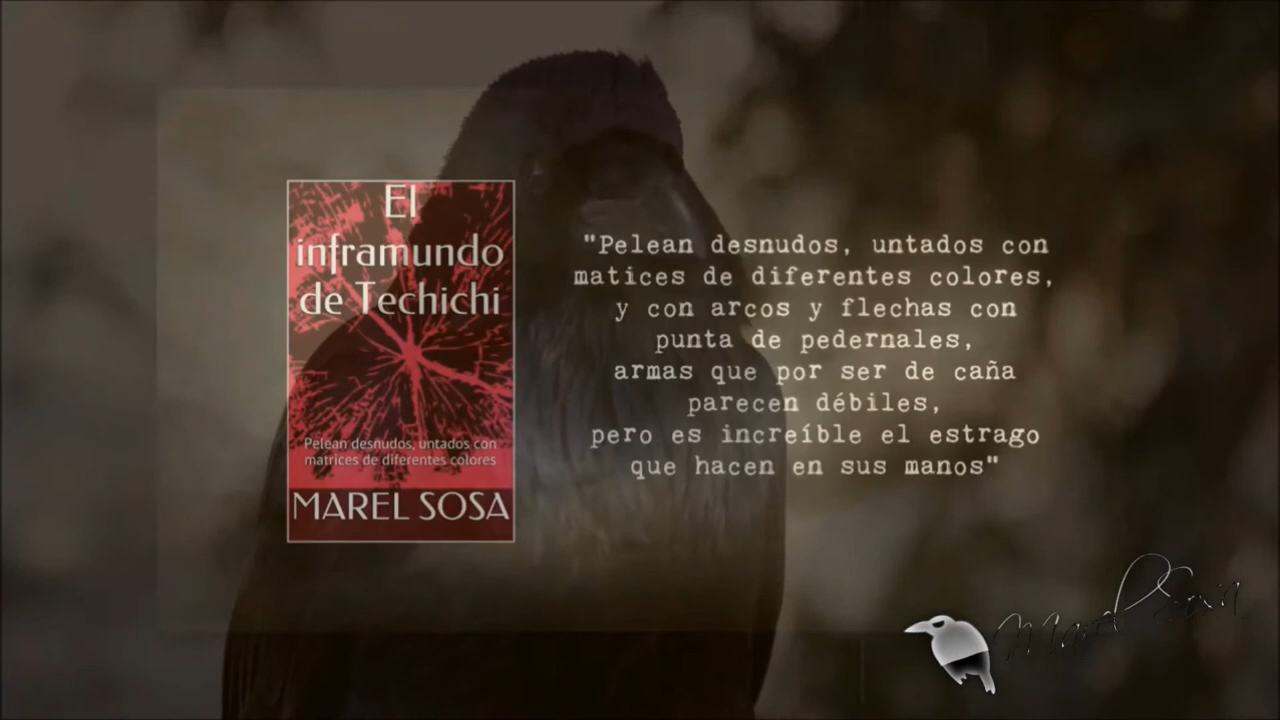 El
inframundo
de Techichi
Pelean desnudos, untados con
matrices de diferentes colores
MAREL SOSA
"Pelean desnudos, untados con
matices de diferentes colores,
y con arcos y flechas con
punta de pedernales,
armas que por ser de caña
parecen débiles,
pero es increíble el estrago
que hacen en sus manos"